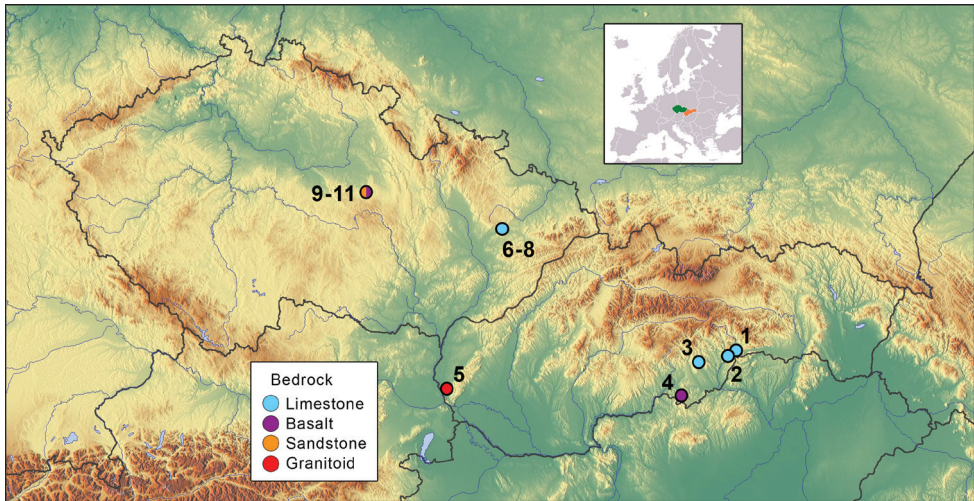 9-11
6-8
1
3
2
4
5
Bedrock
Limestone
Basalt
Sandstone
Granitoid